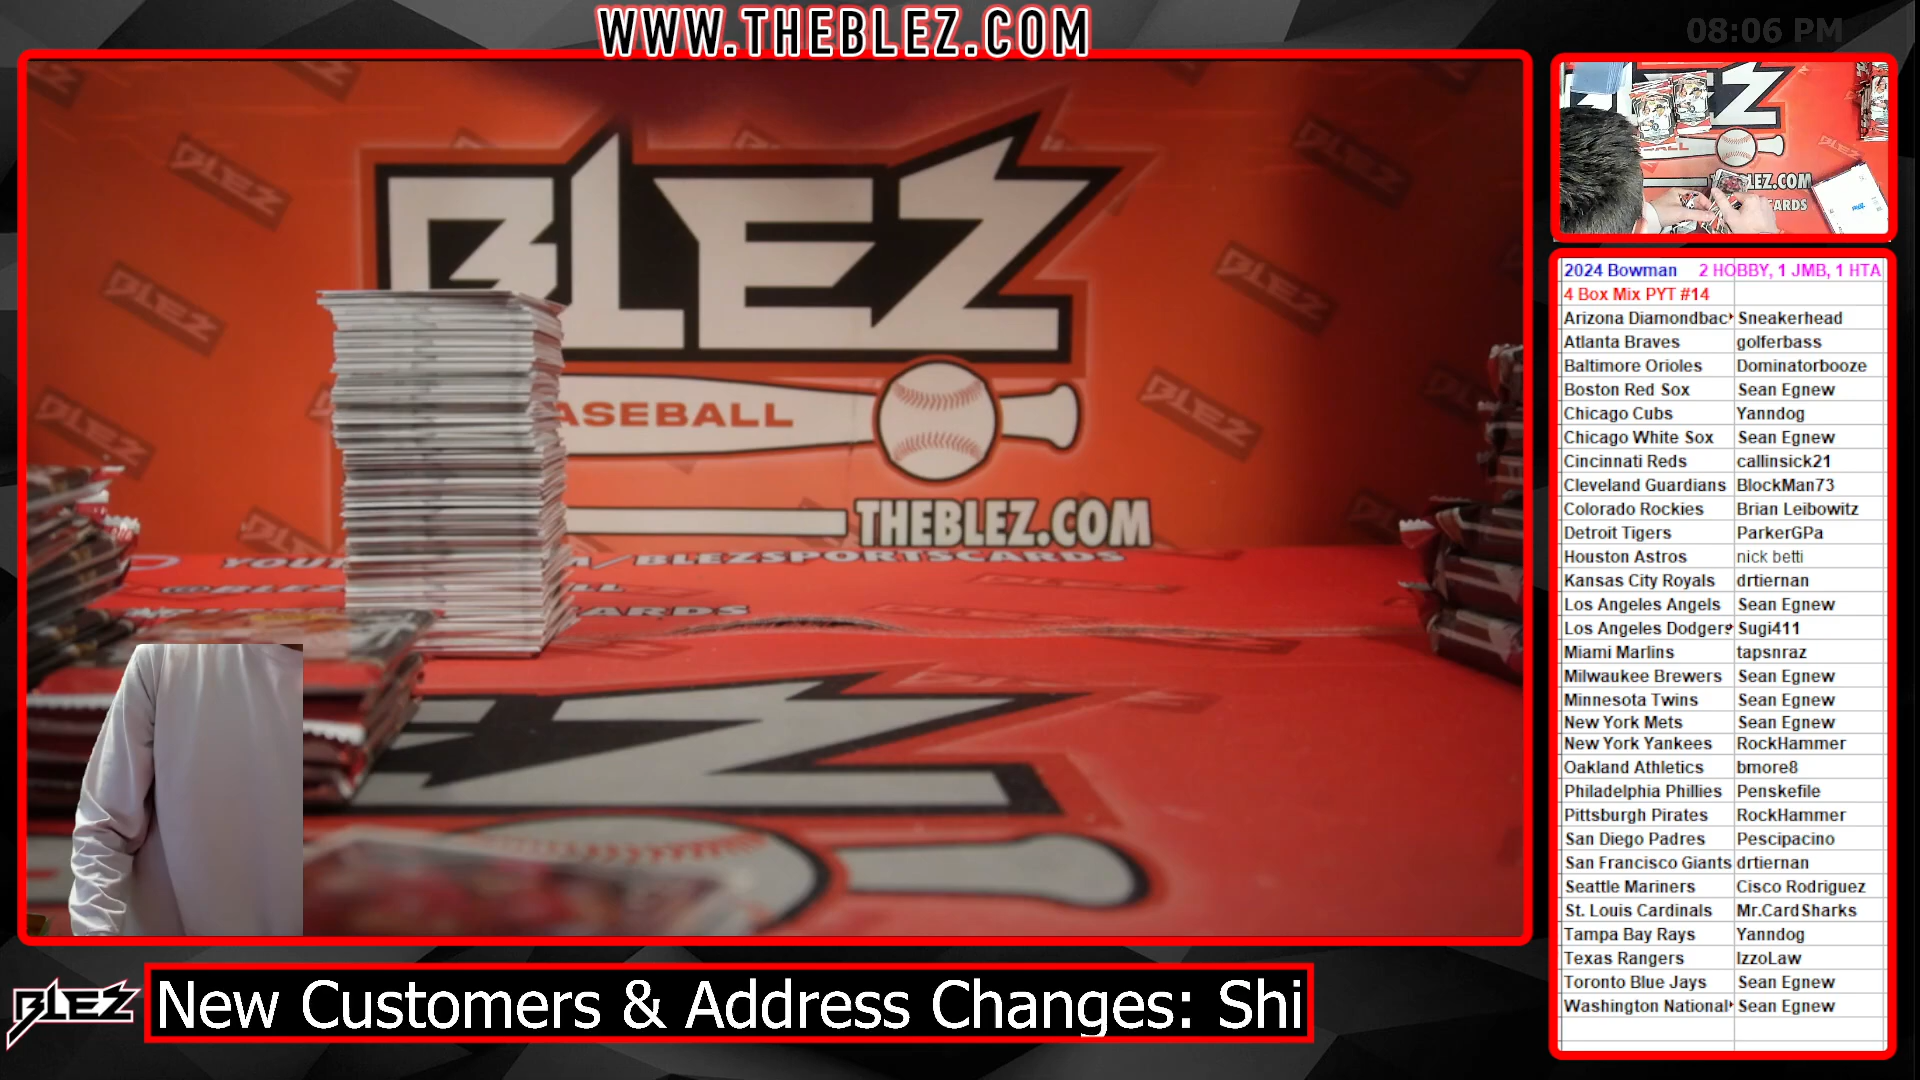 WWW.THEBLEZ.COM
08:06 PM
BLEZ
ASEBALL
THEBLEZ.COM
/BLEZSPORTSCARDS
LEZ.COM
ARDS
2024 Bowman 2 HOBBY, 1 JMB, 1 HTA
4 Box Mix PYT #14
Arizona Diamondbac Sneakerhead
Atlanta Braves golferbass
Baltimore Orioles Dominatorbooze
Boston Red Sox Sean Egnew
Chicago Cubs Yanndog
Chicago White Sox Sean Egnew
Cincinnati Reds callinsick21
Cleveland Guardians BlockMan73
Colorado Rockies Brian Leibowitz
Detroit Tigers ParkerGPa
Houston Astros nick betti
Kansas City Royals drtiernan
Los Angeles Angels Sean Egnew
Los Angeles Dodgers Sugi411
Miami Marlins tapsnraz
Milwaukee Brewers Sean Egnew
Minnesota Twins Sean Egnew
New York Mets Sean Egnew
New York Yankees RockHammer
Oakland Athletics bmore8
Philadelphia Phillies Penskefile
Pittsburgh Pirates RockHammer
San Diego Padres Pescipacino
San Francisco Giants drtiernan
Seattle Mariners Cisco Rodriguez
St. Louis Cardinals Mr.CardSharks
Tampa Bay Rays Yanndog
Texas Rangers IzzoLaw
Toronto Blue Jays Sean Egnew
Washington National Sean Egnew
BLEZ
New Customers & Address Changes: Shi